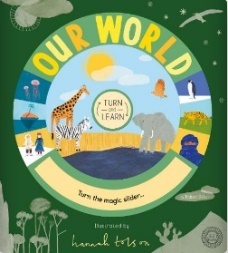 OUR WORLD
TURN
AND
LEARN
Turn the magic slider...
Illustrated by
hannah tolson